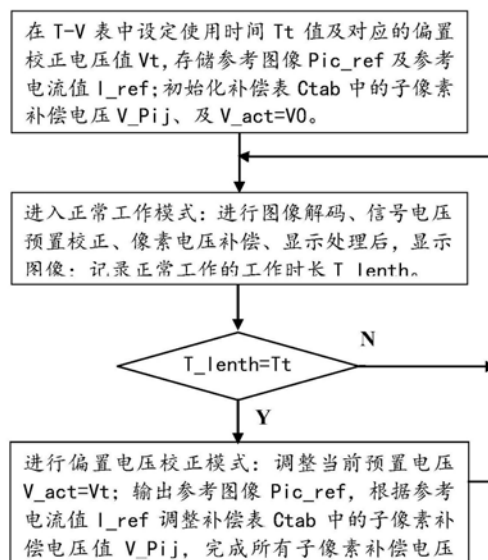 在 T-V 表中设定使用时间 Tt 值及对应的偏置
校正电压值 Vt,存储参考图像 Pic_ref 及参考
电流值 I_ref;初始化补偿表 Ctab 中的子像素
补偿电压 V_Pij、及 V_act=V0。
进入正常工作模式：进行图像解码、信号电压
预置校正、像素电压补偿、显示处理后，显示
图像；记录正常工作的工作时长 T_lenth。
N
T_lenth=Tt
Y
进行偏置电压校正模式：调整当前预置电压
V_act=Vt；输出参考图像 Pic_ref，根据参考
电流值 I_ref 调整补偿表 Ctab 中的子像素补
偿电压值 V_Pij，完成所有子像素补偿电压